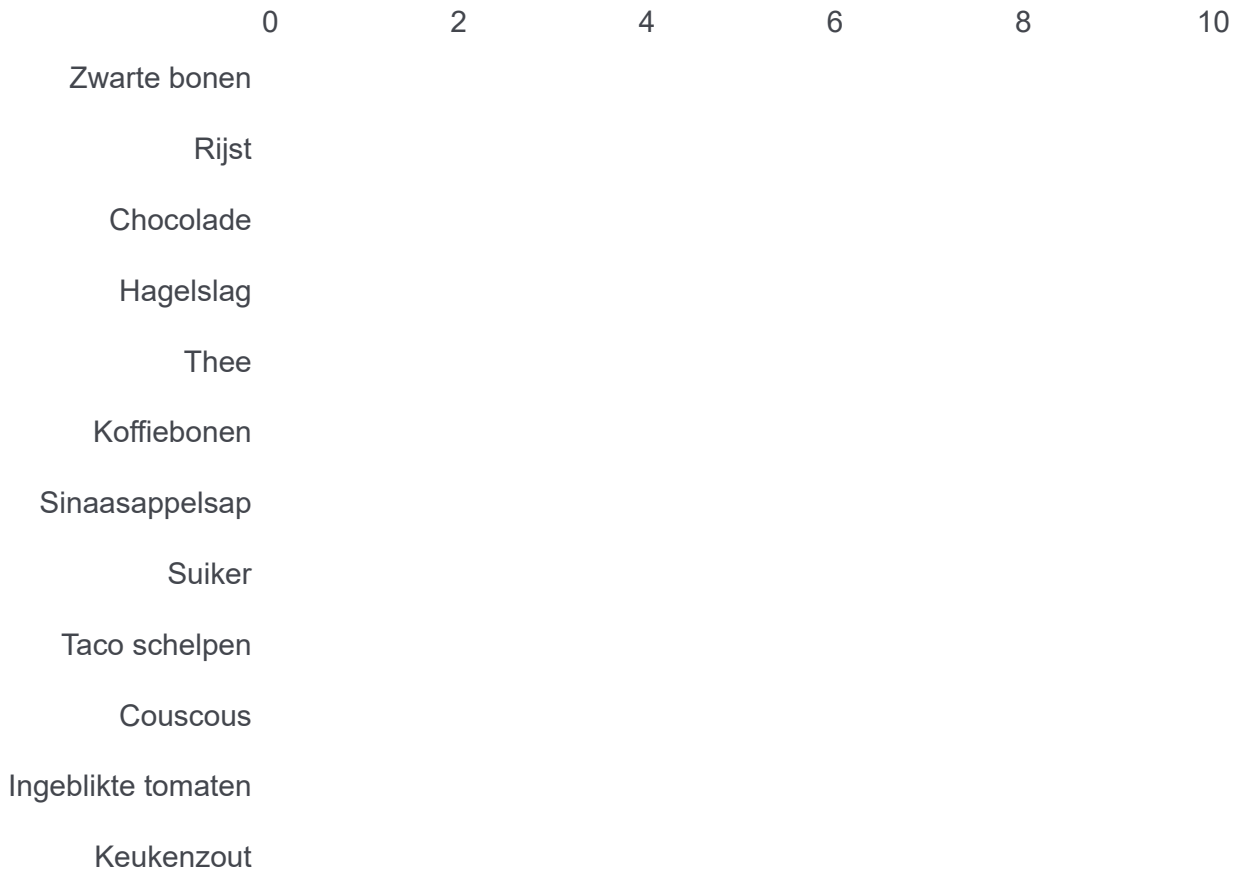 0 2 4 6 8 10
Zwarte bonen
Rijst
Chocolade
Hagelslag
Thee
Koffiebonen
Sinaasappelsap
Suiker
Taco schelpen
Couscous
Ingeblikte tomaten
Keukenzout